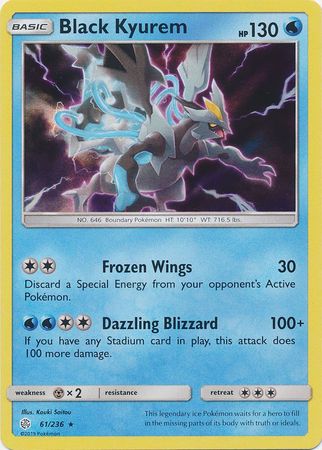 BASIC Black Kyurem HP 130
NO. 646 Boundary Pokémon HT: 10'10" WT: 716.5 lbs.
Frozen Wings 30
Discard a Special Energy from your opponent's Active
Pokémon.
Dazzling Blizzard 100+
If you have any Stadium card in play, this attack does
100 more damage.
weakness ×2 resistance retreat
Illus. Kouki Saitou
61/236 ★
©2019 Pokémon
This legendary ice Pokémon waits for a hero to fill
in the missing parts of its body with truth or ideals.